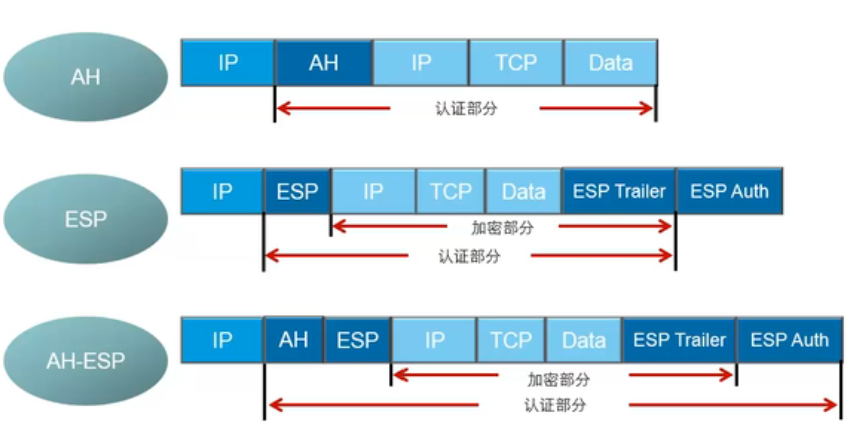 AH
IP AH IP TCP Data
认证部分
ESP
IP ESP IP TCP Data ESP Trailer ESP Auth
加密部分
认证部分
AH-ESP
IP AH ESP IP TCP Data ESP Trailer ESP Auth
加密部分
认证部分